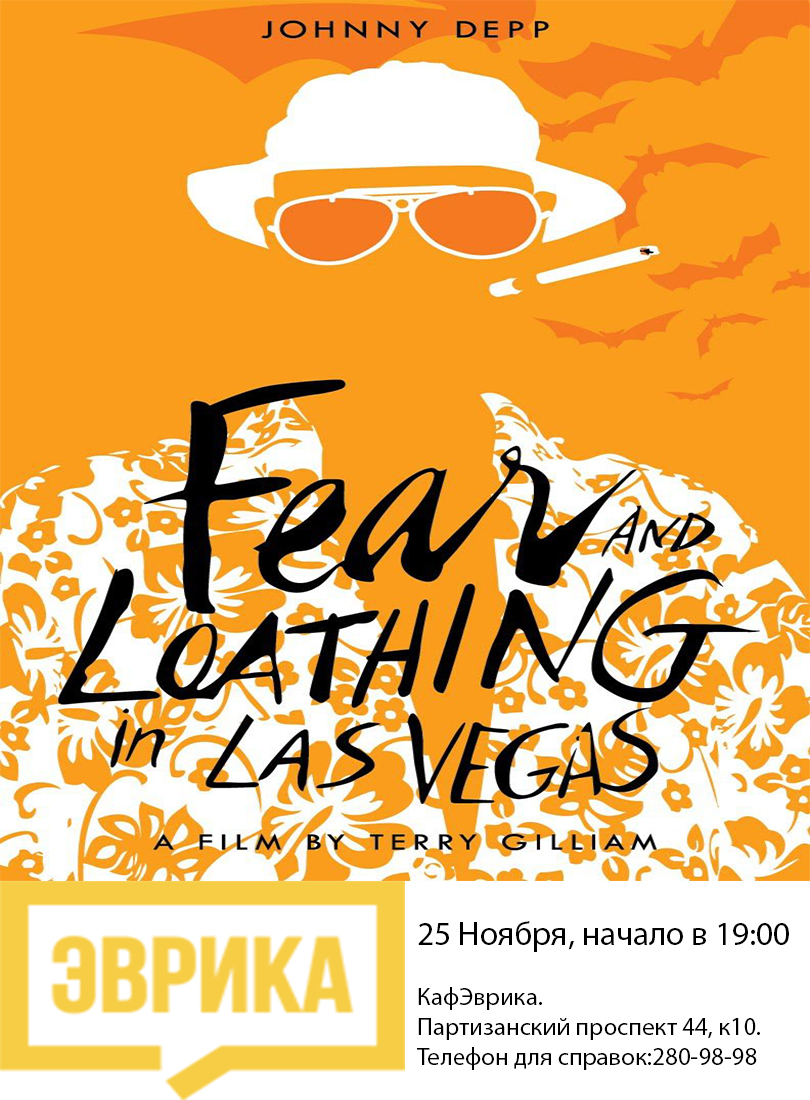 JOHNNY DEPP
Fear AND
LOATHING
in LAS VEGAS
A FILM BY TERRY GILLIAM
ЭВРИКА
25 Ноября, начало в 19:00
КафЭврика.
Партизанский проспект 44, к10.
Телефон для справок:280-98-98